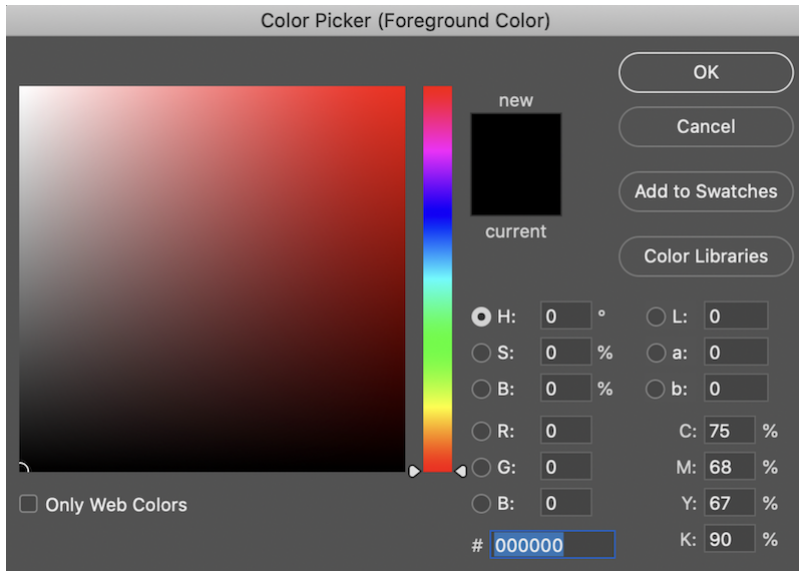 Color Picker (Foreground Color)
new
current
OK
Cancel
Add to Swatches
Color Libraries
H: 0 °
S: 0 %
B: 0 %
R: 0
G: 0
B: 0
# 000000
L: 0
a: 0
b: 0
C: 75 %
M: 68 %
Y: 67 %
K: 90 %
Only Web Colors